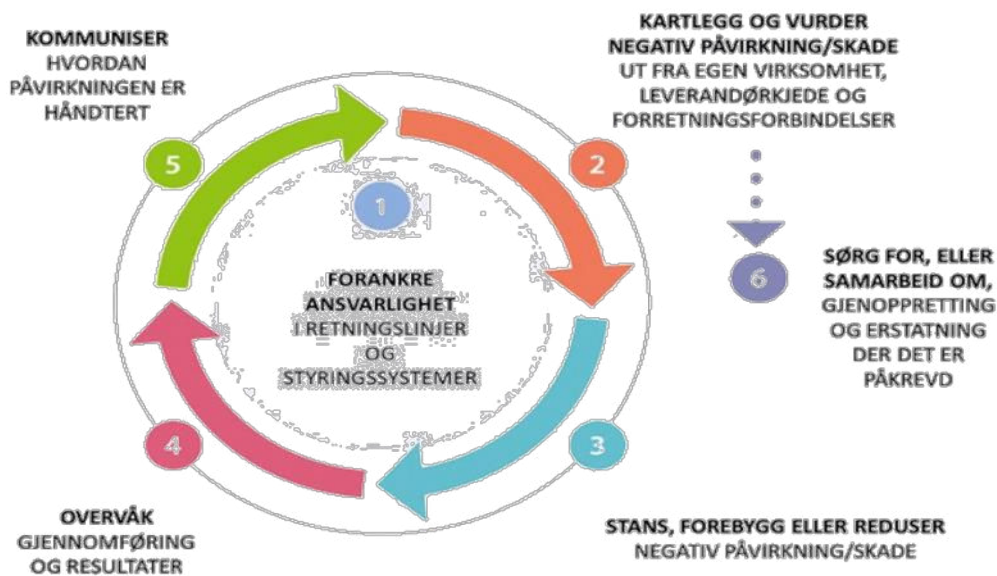 KOMMUNISER
HVORDAN
PÅVIRKNINGEN ER
HÅNDTERT
5
KARTLEGG OG VURDER
NEGATIV PÅVIRKNING/SKADE
UT FRA EGEN VIRKSOMHET,
LEVERANDØRKJEDE OG
FORRETNINGSFORBINDELSER
2
1
FORANKRE
ANSVARLIGHET
I RETNINGSLINJER
OG
STYRINGSSYSTEMER
6
SØRG FOR, ELLER
SAMARBEID OM,
GJENOPPRETTING
OG ERSTATNING
DER DET ER
PÅKREVD
4
OVERVÅK
GJENNOMFØRING
OG RESULTATER
3
STANS, FOREBYGG ELLER REDUSER
NEGATIV PÅVIRKNING/SKADE